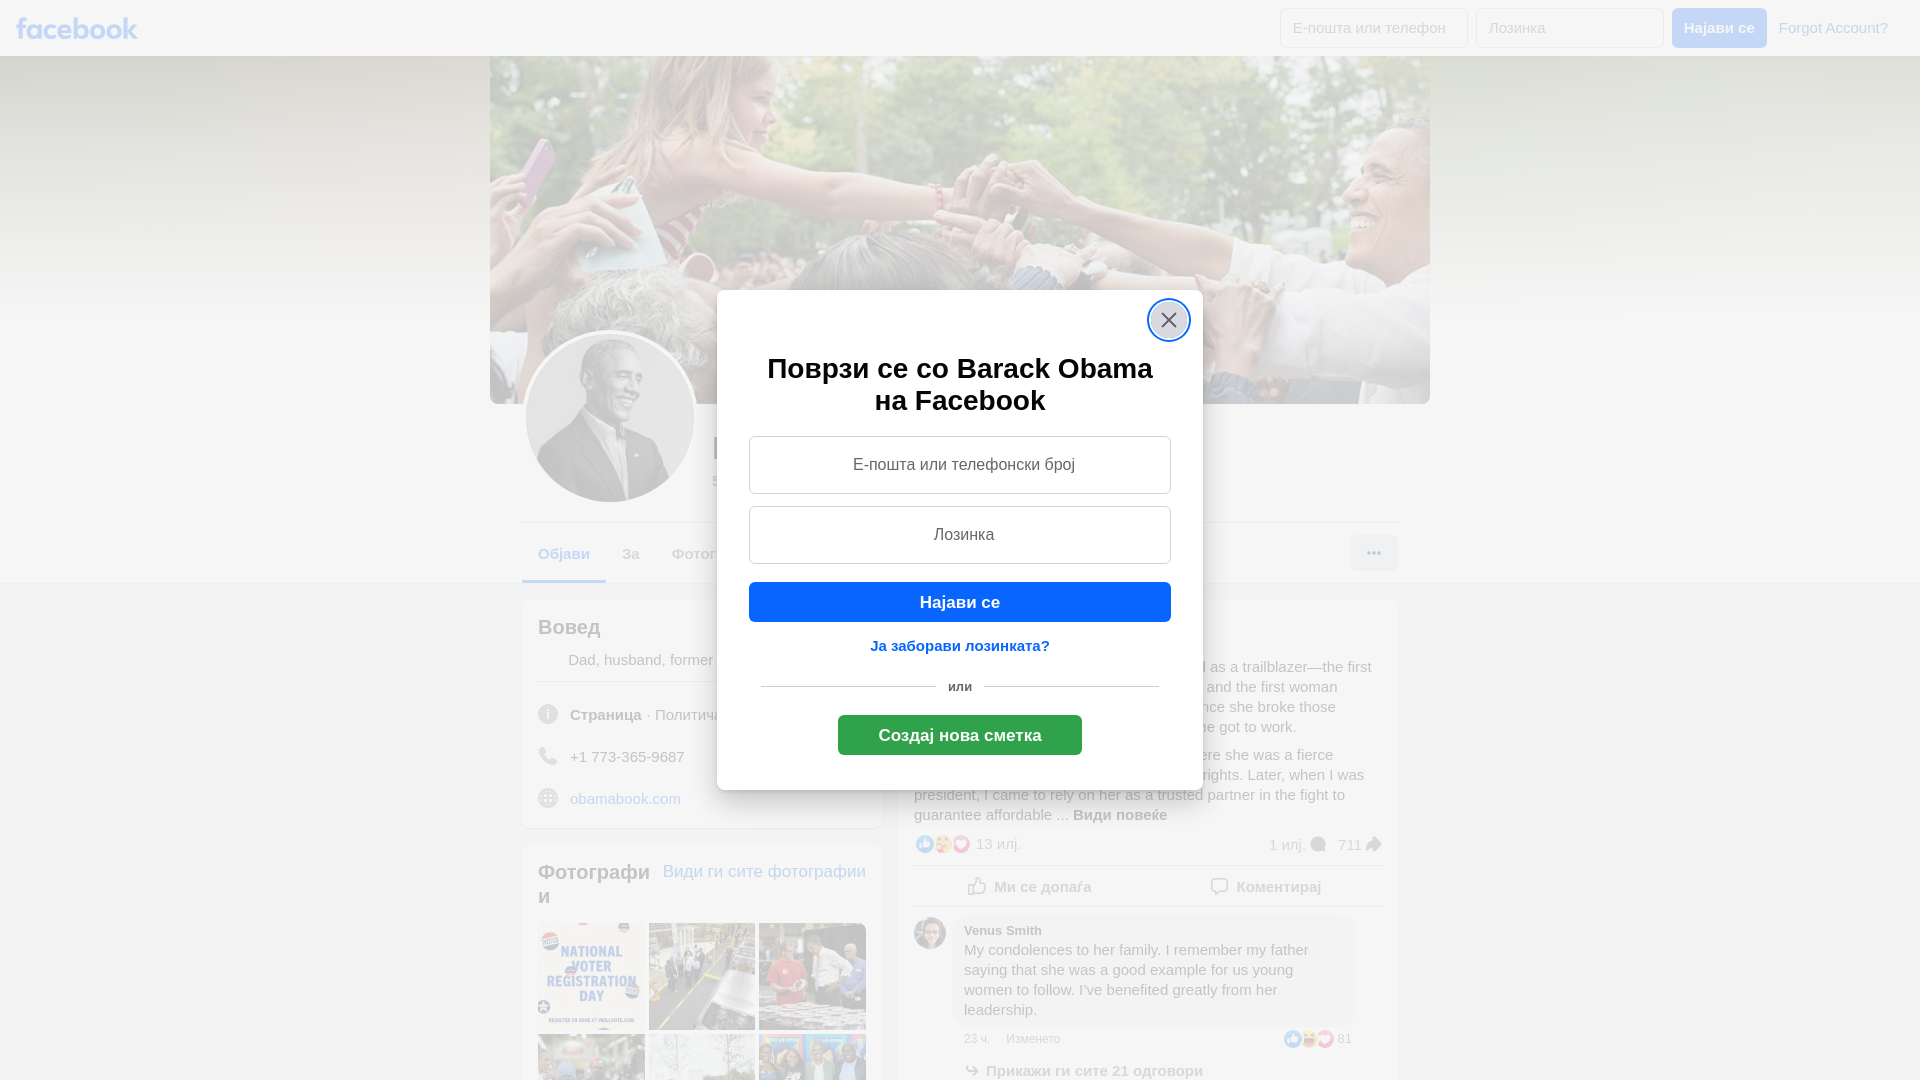 facebook
Е-пошта или телефон
Лозинка
Најави се
Forgot Account?
Поврзи се со Barack Obama
на Facebook
Е-пошта или телефонски број
Лозинка
Најави се
Ја заборави лозинката?
или
Создај нова сметка
Објави
За
Вовед
Dad, husband, former
Страница · 
+1 773-365-9687
obamabook.com
Фотографи
и
Види ги сите фотографии
NATIONAL
VOTER
REGISTRATION
DAY
REGISTER TO VOTE AT IWILLVOTE.COM
as a trailblazer—the first
and the first woman
she broke those
got to work.
she was a fierce
rights. Later, when I was
president, I came to rely on her as a trusted partner in the fight to
guarantee affordable ... Види повеќе
13 илј.
1 илј.
711
Ми се допаѓа
Коментирај
Venus Smith
My condolences to her family. I remember my father
saying that she was a good example for us young
women to follow. I've benefited greatly from her
leadership.
23 ч.
Изменето
81
Прикажи ги сите 21 одговори